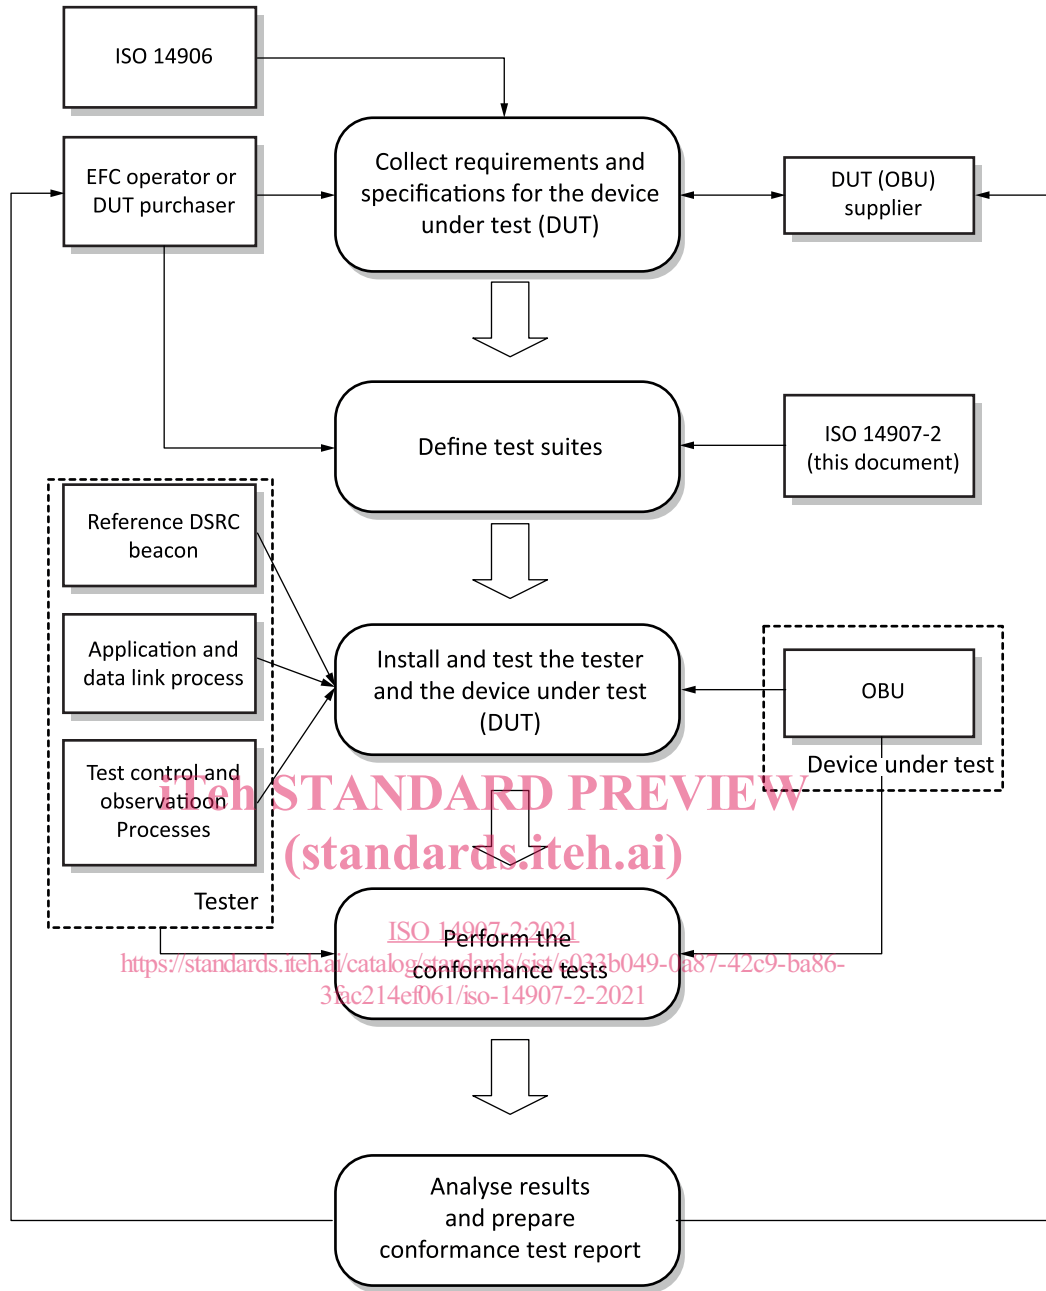 ISO 14906
EFC operator or
DUT purchaser
Collect requirements and
specifications for the device
under test (DUT)
DUT (OBU)
supplier
Define test suites
ISO 14907-2
(this document)
Reference DSRC
beacon
Application and
data link process
Test control and
observatioon
Processes
Tester
Install and test the tester
and the device under test
(DUT)
OBU
Device under test
iTeh STANDARD PREVIEW
(standards.iteh.ai)
Perform the
conformance tests
ISO 14907-2:2021
https://standards.iteh.ai/catalog/standards/sist/c033b049-0a87-42c9-ba86-
3fac214ef061/iso-14907-2-2021
Analyse results
and prepare
conformance test report